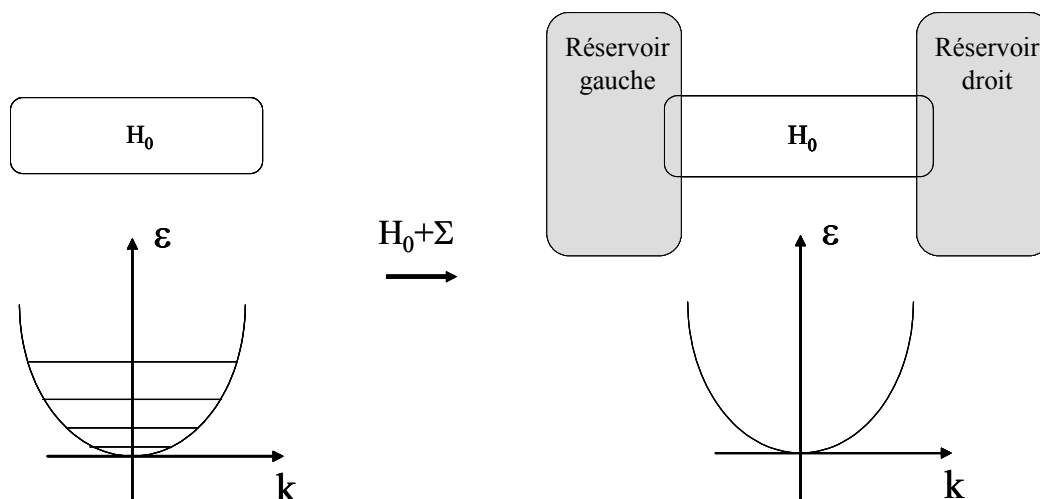 H₀
ε
k
H₀+Σ
Réservoir
gauche
H₀
Réservoir
droit
ε
k